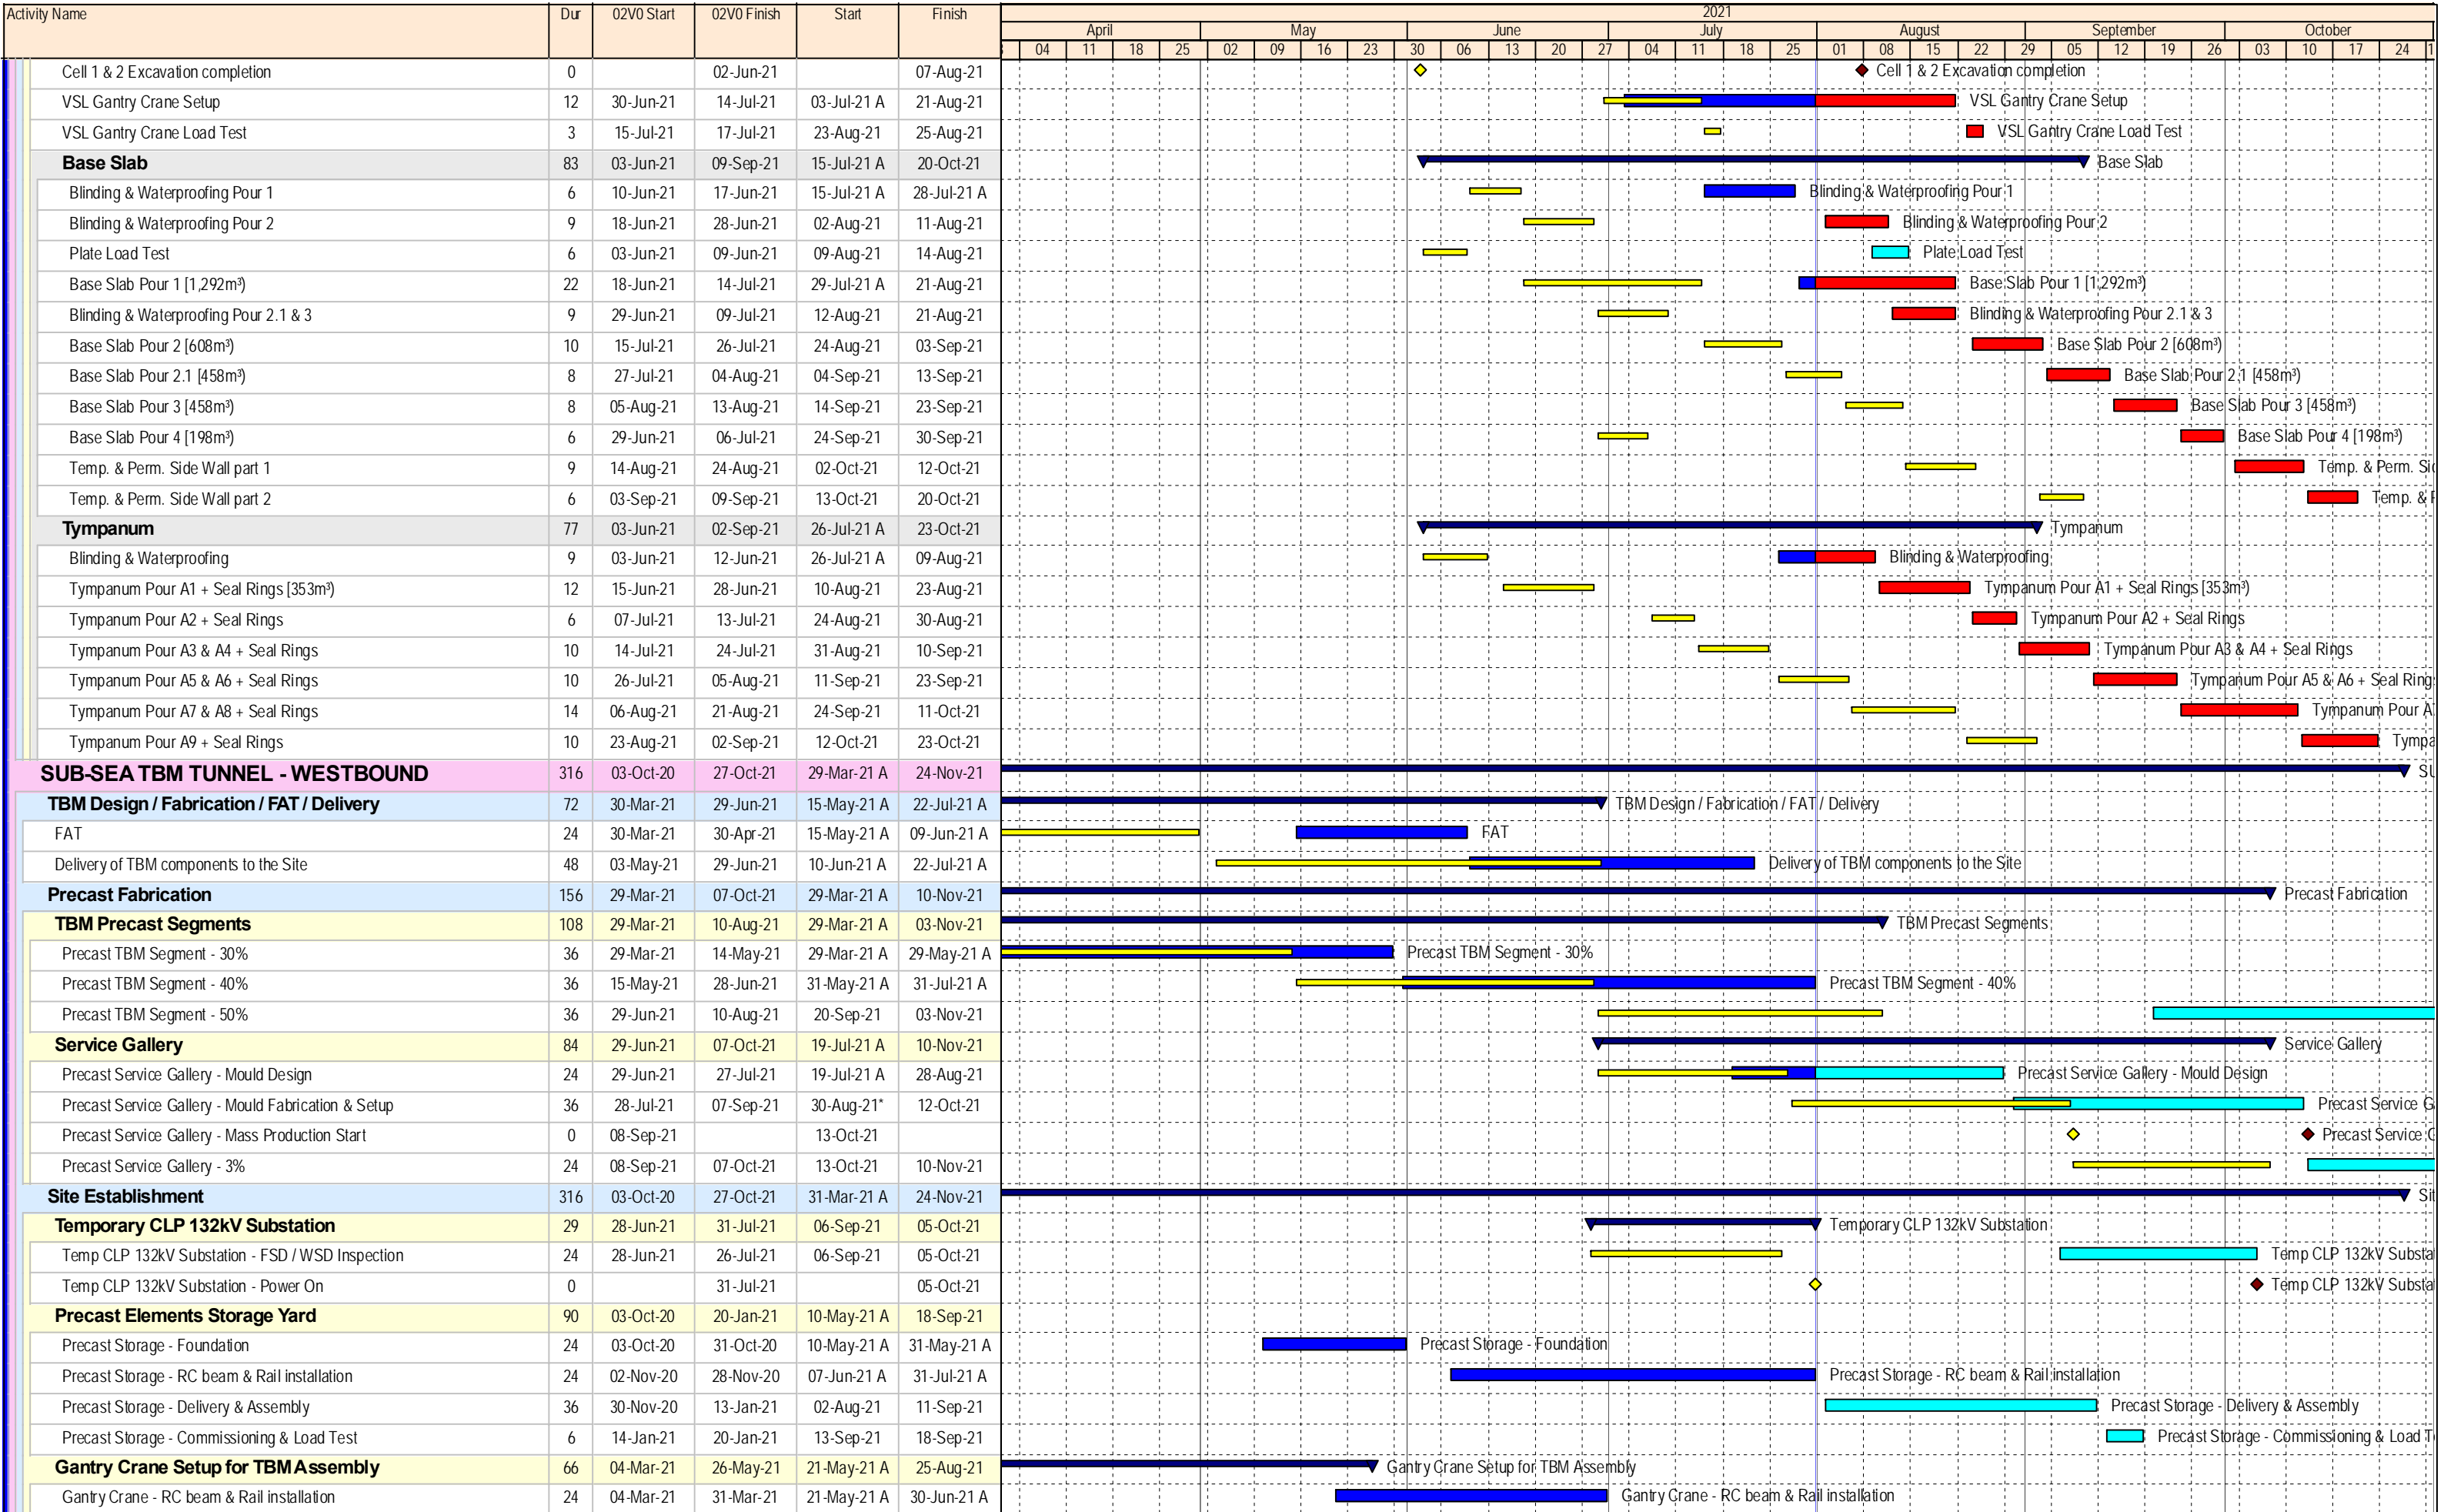 Activity Name Dur 02V0 Start 02V0 Finish Start Finish 2021
April May June July August September October
04 11 18 25 02 09 16 23 30 06 13 20 27 04 11 18 25 01 08 15 22 29 05 12 19 26 03 10 17 24
Cell 1 & 2 Excavation completion 0 02-Jun-21 07-Aug-21 Cell 1 & 2 Excavation completion
VSL Gantry Crane Setup 12 30-Jun-21 14-Jul-21 03-Jul-21 A 21-Aug-21 VSL Gantry Crane Setup
VSL Gantry Crane Load Test 3 15-Jul-21 17-Jul-21 23-Aug-21 25-Aug-21 VSL Gantry Crane Load Test
Base Slab 83 03-Jun-21 09-Sep-21 15-Jul-21 A 20-Oct-21 Base Slab
Blinding & Waterproofing Pour 1 6 10-Jun-21 17-Jun-21 15-Jul-21 A 28-Jul-21 A Blinding & Waterproofing Pour 1
Blinding & Waterproofing Pour 2 9 18-Jun-21 28-Jun-21 02-Aug-21 11-Aug-21 Blinding & Waterproofing Pour 2
Plate Load Test 6 03-Jun-21 09-Jun-21 09-Aug-21 14-Aug-21 Plate Load Test
Base Slab Pour 1 [1,292m³) 22 18-Jun-21 14-Jul-21 29-Jul-21 A 21-Aug-21 Base Slab Pour 1 [1,292m³)
Blinding & Waterproofing Pour 2.1 & 3 9 29-Jun-21 09-Jul-21 12-Aug-21 21-Aug-21 Blinding & Waterproofing Pour 2.1 & 3
Base Slab Pour 2 [608m³) 10 15-Jul-21 26-Jul-21 24-Aug-21 03-Sep-21 Base Slab Pour 2 [608m³)
Base Slab Pour 2.1 [458m³) 8 27-Jul-21 04-Aug-21 04-Sep-21 13-Sep-21 Base Slab Pour 2.1 [458m³)
Base Slab Pour 3 [458m³) 8 05-Aug-21 13-Aug-21 14-Sep-21 23-Sep-21 Base Slab Pour 3 [458m³)
Base Slab Pour 4 [198m³) 6 29-Jun-21 06-Jul-21 24-Sep-21 30-Sep-21 Base Slab Pour 4 [198m³)
Temp. & Perm. Side Wall part 1 9 14-Aug-21 24-Aug-21 02-Oct-21 12-Oct-21 Temp. & Perm. Sid
Temp. & Perm. Side Wall part 2 6 03-Sep-21 09-Sep-21 13-Oct-21 20-Oct-21 Temp. & P
Tympanum 77 03-Jun-21 02-Sep-21 26-Jul-21 A 23-Oct-21 Tympanum
Blinding & Waterproofing 9 03-Jun-21 12-Jun-21 26-Jul-21 A 09-Aug-21 Blinding & Waterproofing
Tympanum Pour A1 + Seal Rings [353m³) 12 15-Jun-21 28-Jun-21 10-Aug-21 23-Aug-21 Tympanum Pour A1 + Seal Rings [353m³)
Tympanum Pour A2 + Seal Rings 6 07-Jul-21 13-Jul-21 24-Aug-21 30-Aug-21 Tympanum Pour A2 + Seal Rings
Tympanum Pour A3 & A4 + Seal Rings 10 14-Jul-21 24-Jul-21 31-Aug-21 10-Sep-21 Tympanum Pour A3 & A4 + Seal Rings
Tympanum Pour A5 & A6 + Seal Rings 10 26-Jul-21 05-Aug-21 11-Sep-21 23-Sep-21 Tympanum Pour A5 & A6 + Seal Ring
Tympanum Pour A7 & A8 + Seal Rings 14 06-Aug-21 21-Aug-21 24-Sep-21 11-Oct-21 Tympanum Pour A
Tympanum Pour A9 + Seal Rings 10 23-Aug-21 02-Sep-21 12-Oct-21 23-Oct-21 Tympa
SUB-SEA TBM TUNNEL - WESTBOUND 316 03-Oct-20 27-Oct-21 29-Mar-21 A 24-Nov-21 SU
TBM Design / Fabrication / FAT / Delivery 72 30-Mar-21 29-Jun-21 15-May-21 A 22-Jul-21 A TBM Design / Fabrication / FAT / Delivery
FAT 24 30-Mar-21 30-Apr-21 15-May-21 A 09-Jun-21 A FAT
Delivery of TBM components to the Site 48 03-May-21 29-Jun-21 10-Jun-21 A 22-Jul-21 A Delivery of TBM components to the Site
Precast Fabrication 156 29-Mar-21 07-Oct-21 29-Mar-21 A 10-Nov-21 Precast Fabrication
TBM Precast Segments 108 29-Mar-21 10-Aug-21 29-Mar-21 A 03-Nov-21 TBM Precast Segments
Precast TBM Segment - 30% 36 29-Mar-21 14-May-21 29-Mar-21 A 29-May-21 A Precast TBM Segment - 30%
Precast TBM Segment - 40% 36 15-May-21 28-Jun-21 31-May-21 A 31-Jul-21 A Precast TBM Segment - 40%
Precast TBM Segment - 50% 36 29-Jun-21 10-Aug-21 20-Sep-21 03-Nov-21
Service Gallery 84 29-Jun-21 07-Oct-21 19-Jul-21 A 10-Nov-21 Service Gallery
Precast Service Gallery - Mould Design 24 29-Jun-21 27-Jul-21 19-Jul-21 A 28-Aug-21 Precast Service Gallery - Mould Design
Precast Service Gallery - Mould Fabrication & Setup 36 28-Jul-21 07-Sep-21 30-Aug-21* 12-Oct-21 Precast Service G
Precast Service Gallery - Mass Production Start 0 08-Sep-21 13-Oct-21 Precast Service G
Precast Service Gallery - 3% 24 08-Sep-21 07-Oct-21 13-Oct-21 10-Nov-21
Site Establishment 316 03-Oct-20 27-Oct-21 31-Mar-21 A 24-Nov-21 Sit
Temporary CLP 132kV Substation 29 28-Jun-21 31-Jul-21 06-Sep-21 05-Oct-21 Temporary CLP 132kV Substation
Temp CLP 132kV Substation - FSD / WSD Inspection 24 28-Jun-21 26-Jul-21 06-Sep-21 05-Oct-21 Temp CLP 132kV Substa
Temp CLP 132kV Substation - Power On 0 31-Jul-21 05-Oct-21 Temp CLP 132kV Substa
Precast Elements Storage Yard 90 03-Oct-20 20-Jan-21 10-May-21 A 18-Sep-21
Precast Storage - Foundation 24 03-Oct-20 31-Oct-20 10-May-21 A 31-May-21 A Precast Storage - Foundation
Precast Storage - RC beam & Rail installation 24 02-Nov-20 28-Nov-20 07-Jun-21 A 31-Jul-21 A Precast Storage - RC beam & Rail installation
Precast Storage - Delivery & Assembly 36 30-Nov-20 13-Jan-21 02-Aug-21 11-Sep-21 Precast Storage - Delivery & Assembly
Precast Storage - Commissioning & Load Test 6 14-Jan-21 20-Jan-21 13-Sep-21 18-Sep-21 Precast Storage - Commissioning & Load T
Gantry Crane Setup for TBM Assembly 66 04-Mar-21 26-May-21 21-May-21 A 25-Aug-21 Gantry Crane Setup for TBM Assembly
Gantry Crane - RC beam & Rail installation 24 04-Mar-21 31-Mar-21 21-May-21 A 30-Jun-21 A Gantry Crane - RC beam & Rail installation